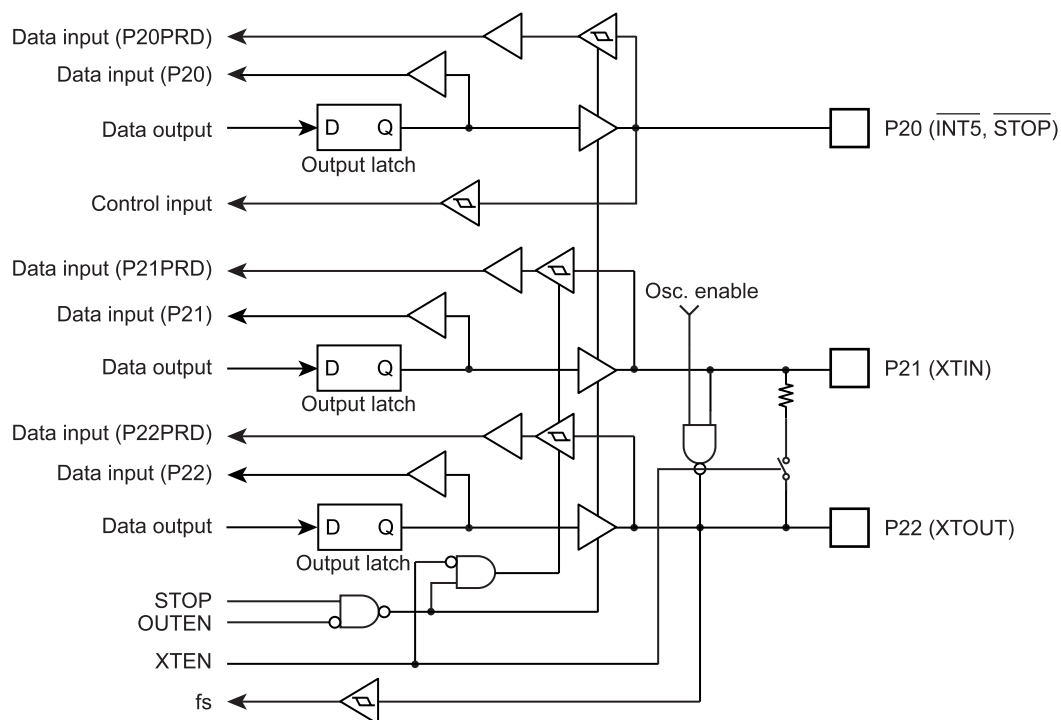 Data input (P20PRD)
Data input (P20)
Data output
D Q
Output latch
P20 (INT5, STOP)
Control input
Data input (P21PRD)
Osc. enable
Data input (P21)
Data output
D Q
Output latch
P21 (XTIN)
Data input (P22PRD)
Data input (P22)
Data output
D Q
Output latch
P22 (XTOUT)
STOP
OUTEN
XTEN
fs